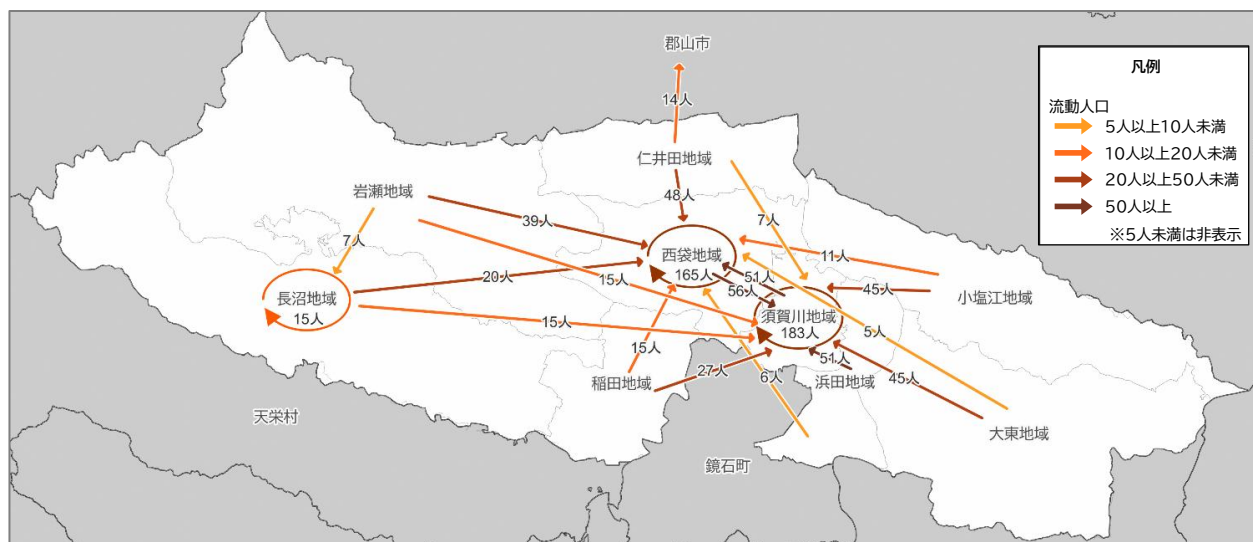 郡山市
凡例
流動人口
5人以上10人未満
10人以上20人未満
20人以上50人未満
50人以上
※5人未満は非表示
14人
仁井田地域
岩瀬地域
48人
39人
7人
7人
西袋地域
165人
11人
20人
51人
56人
15人
45人
小塩江地域
長沼地域
15人
須賀川地域
183人
15人
5人
15人
51人
27人
6人
45人
稲田地域
浜田地域
天栄村
大東地域
鏡石町